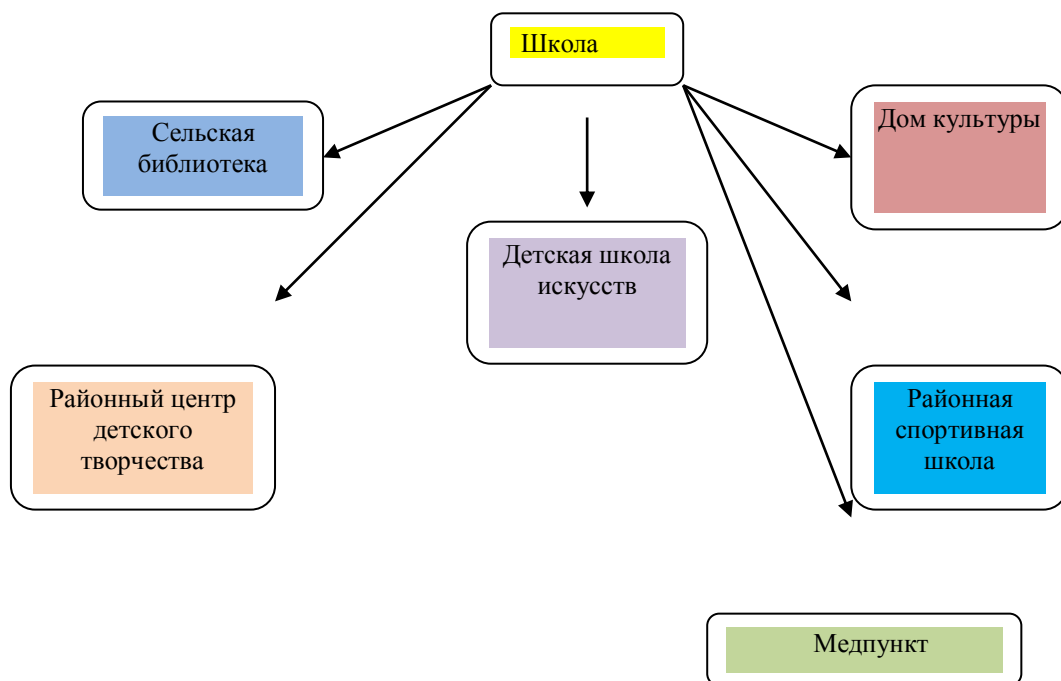 Школа
Сельская
библиотека
Дом культуры
Детская школа
искусств
Районный центр
детского
творчества
Районная
спортивная
школа
Медпункт